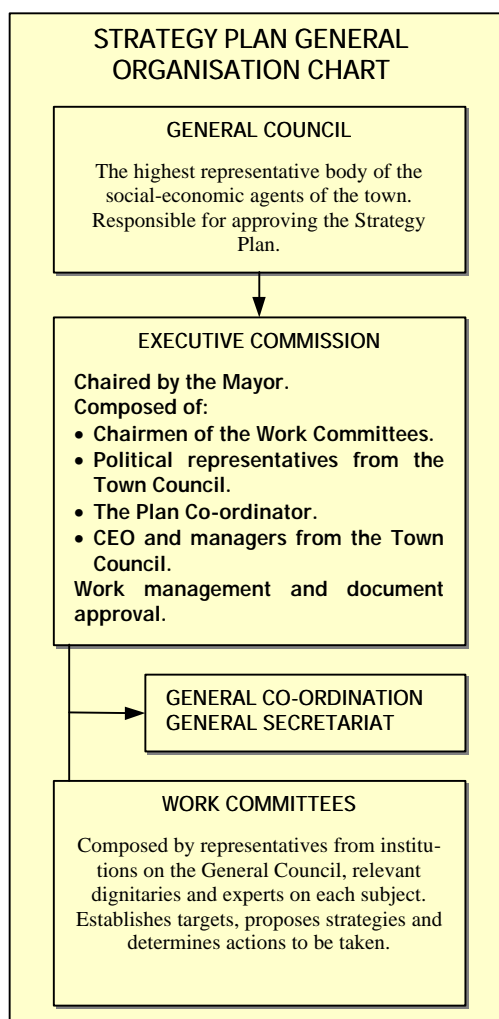 STRATEGY PLAN GENERAL
ORGANISATION CHART
GENERAL COUNCIL
The highest representative body of the
social-economic agents of the town.
Responsible for approving the Strategy
Plan.
EXECUTIVE COMMISSION
Chaired by the Mayor.
Composed of:
• Chairmen of the Work Committees.
• Political representatives from the
Town Council.
• The Plan Co-ordinator.
• CEO and managers from the Town
Council.
Work management and document
approval.
GENERAL CO-ORDINATION
GENERAL SECRETARIAT
WORK COMMITTEES
Composed by representatives from institu-
tions on the General Council, relevant
dignitaries and experts on each subject.
Establishes targets, proposes strategies and
determines actions to be taken.